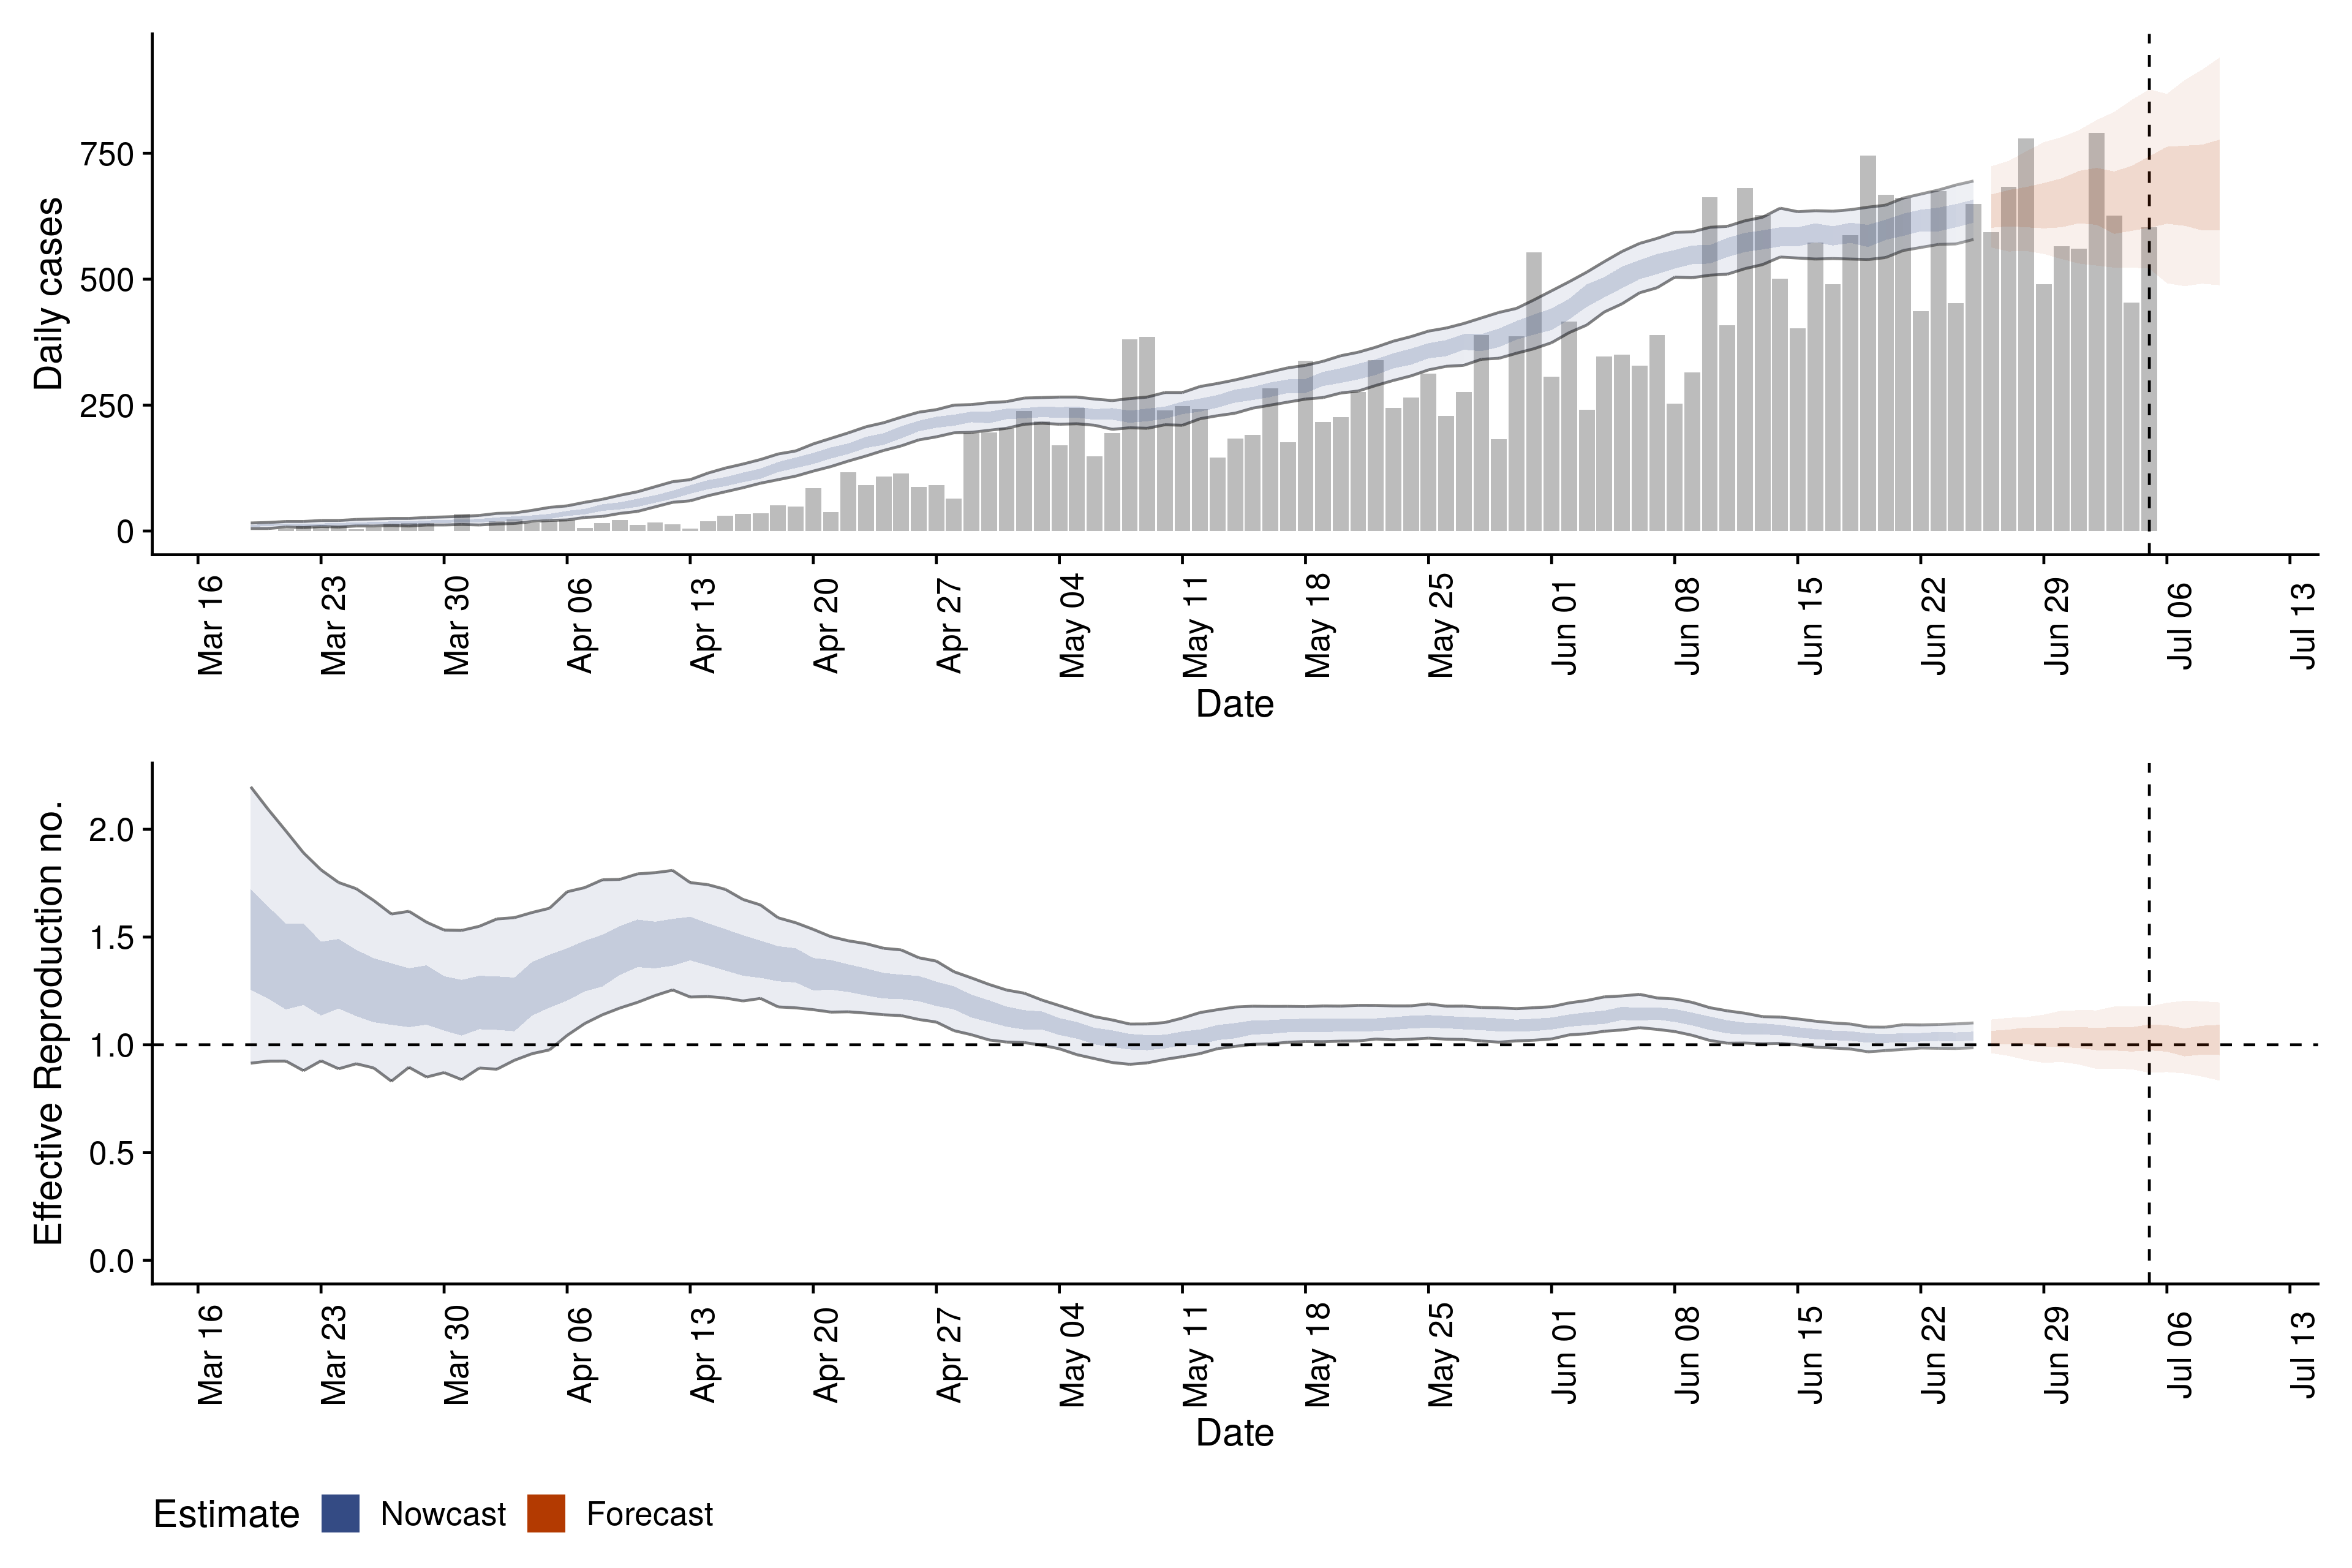 Daily cases
750
500
250
0
Mar 16
Mar 23
Mar 30
Apr 06
Apr 13
Apr 20
Apr 27
May 04
May 11
May 18
May 25
Jun 01
Jun 08
Jun 15
Jun 22
Jun 29
Jul 06
Jul 13
Date
Effective Reproduction no.
2.0
1.5
1.0
0.5
0.0
Mar 16
Mar 23
Mar 30
Apr 06
Apr 13
Apr 20
Apr 27
May 04
May 11
May 18
May 25
Jun 01
Jun 08
Jun 15
Jun 22
Jun 29
Jul 06
Jul 13
Date
Estimate Nowcast Forecast